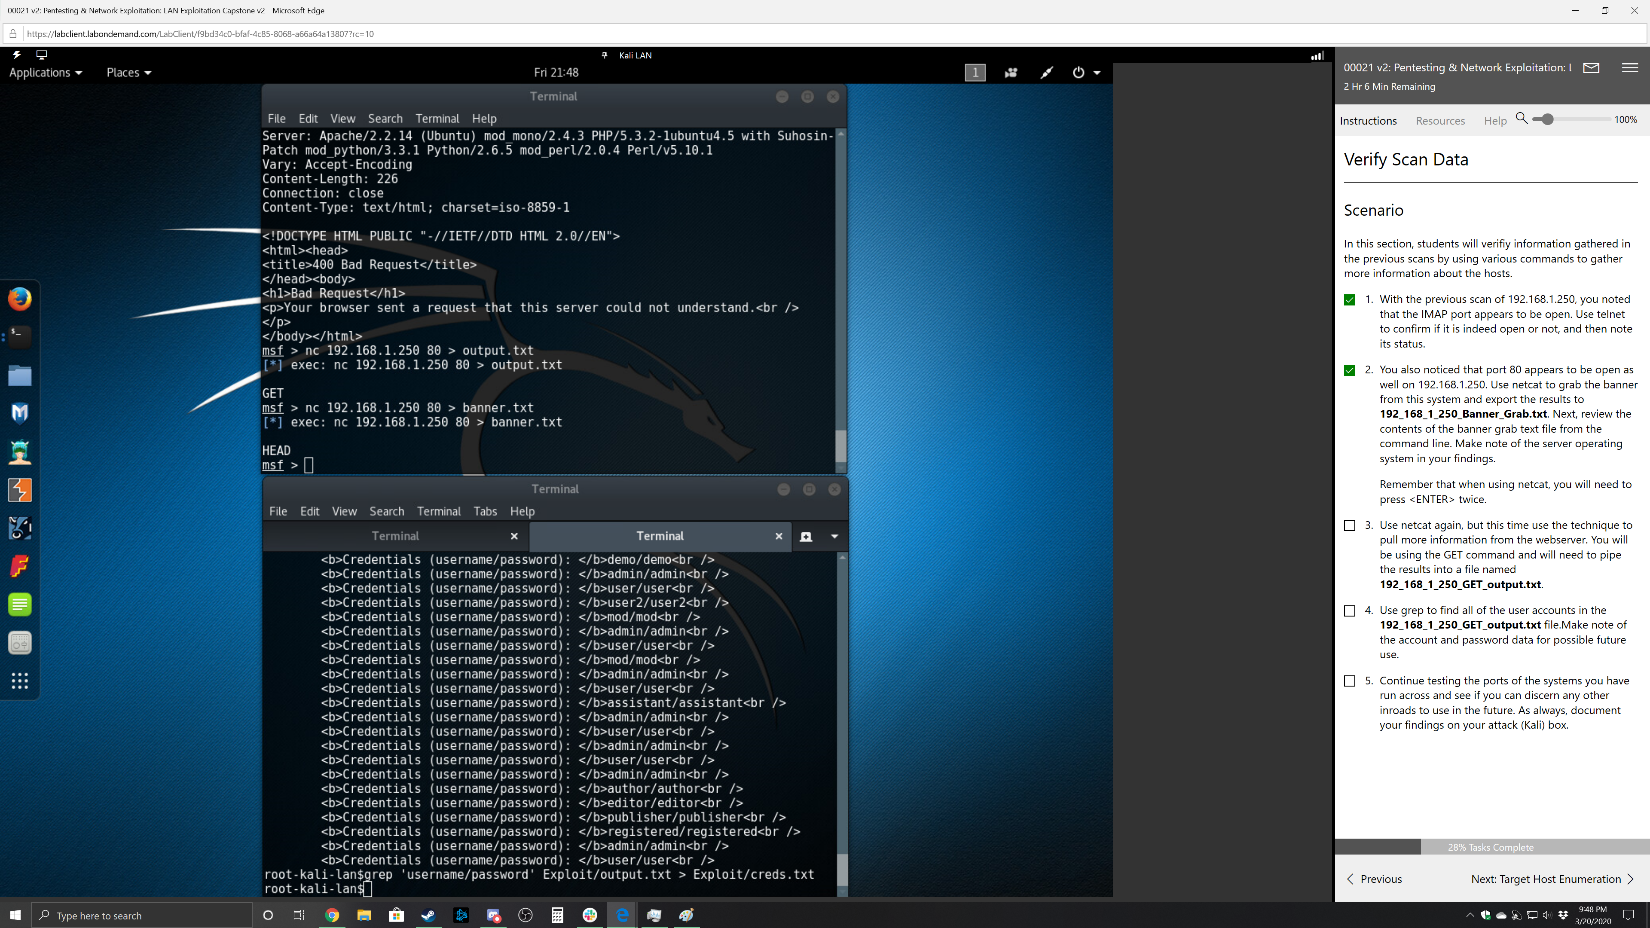 00021 v2: Pentesting & Network Exploitation: LAN Exploitation Capstone v2 - Microsoft Edge
https://labclient.labondemand.com/LabClient/f9bd34c0-bfaf-4c85-8068-a66a64a13807?rc=10
Kali LAN
Applications
Places
Fri 21:48
1
Terminal
File Edit View Search Terminal Help
Server: Apache/2.2.14 (Ubuntu) mod_mono/2.4.3 PHP/5.3.2-1ubuntu4.5 with Suhosin-
Patch mod_python/3.3.1 Python/2.6.5 mod_perl/2.0.4 Perl/v5.10.1
Vary: Accept-Encoding
Content-Length: 226
Connection: close
Content-Type: text/html; charset=iso-8859-1
<!DOCTYPE HTML PUBLIC "-//IETF//DTD HTML 2.0//EN">
<html><head>
<title>400 Bad Request</title>
</head><body>
<h1>Bad Request</h1>
<p>Your browser sent a request that this server could not understand.<br />
</p>
</body></html>
msf > nc 192.168.1.250 80 > output.txt
[*] exec: nc 192.168.1.250 80 > output.txt
GET
msf > nc 192.168.1.250 80 > banner.txt
[*] exec: nc 192.168.1.250 80 > banner.txt
HEAD
msf >
Terminal
File Edit View Search Terminal Tabs Help
Terminal
Terminal
<b>Credentials (username/password): </b>demo/demo<br />
<b>Credentials (username/password): </b>admin/admin<br />
<b>Credentials (username/password): </b>user/user<br />
<b>Credentials (username/password): </b>user2/user2<br />
<b>Credentials (username/password): </b>mod/mod<br />
<b>Credentials (username/password): </b>admin/admin<br />
<b>Credentials (username/password): </b>user/user<br />
<b>Credentials (username/password): </b>mod/mod<br />
<b>Credentials (username/password): </b>admin/admin<br />
<b>Credentials (username/password): </b>user/user<br />
<b>Credentials (username/password): </b>assistant/assistant<br />
<b>Credentials (username/password): </b>admin/admin<br />
<b>Credentials (username/password): </b>user/user<br />
<b>Credentials (username/password): </b>admin/admin<br />
<b>Credentials (username/password): </b>user/user<br />
<b>Credentials (username/password): </b>admin/admin<br />
<b>Credentials (username/password): </b>author/author<br />
<b>Credentials (username/password): </b>editor/editor<br />
<b>Credentials (username/password): </b>publisher/publisher<br />
<b>Credentials (username/password): </b>registered/registered<br />
<b>Credentials (username/password): </b>admin/admin<br />
<b>Credentials (username/password): </b>user/user<br />
root-kali-lan$grep 'username/password' Exploit/output.txt > Exploit/creds.txt
root-kali-lan$
00021 v2: Pentesting & Network Exploitation: L
2 Hr 6 Min Remaining
Instructions Resources Help 100%
Verify Scan Data
Scenario
In this section, students will verifiy information gathered in
the previous scans by using various commands to gather
more information about the hosts.
1. With the previous scan of 192.168.1.250, you noted
that the IMAP port appears to be open. Use telnet
to confirm if it is indeed open or not, and then note
its status.
2. You also noticed that port 80 appears to be open as
well on 192.168.1.250. Use netcat to grab the banner
from this system and export the results to
192_168_1_250_Banner_Grab.txt. Next, review the
contents of the banner grab text file from the
command line. Make note of the server operating
system in your findings.
Remember that when using netcat, you will need to
press <ENTER> twice.
3. Use netcat again, but this time use the technique to
pull more information from the webserver. You will
be using the GET command and will need to pipe
the results into a file named
192_168_1_250_GET_output.txt.
4. Use grep to find all of the user accounts in the
192_168_1_250_GET_output.txt file.Make note of
the account and password data for possible future
use.
5. Continue testing the ports of the systems you have
run across and see if you can discern any other
inroads to use in the future. As always, document
your findings on your attack (Kali) box.
28% Tasks Complete
Previous
Next: Target Host Enumeration
Type here to search
9:48 PM
3/20/2020